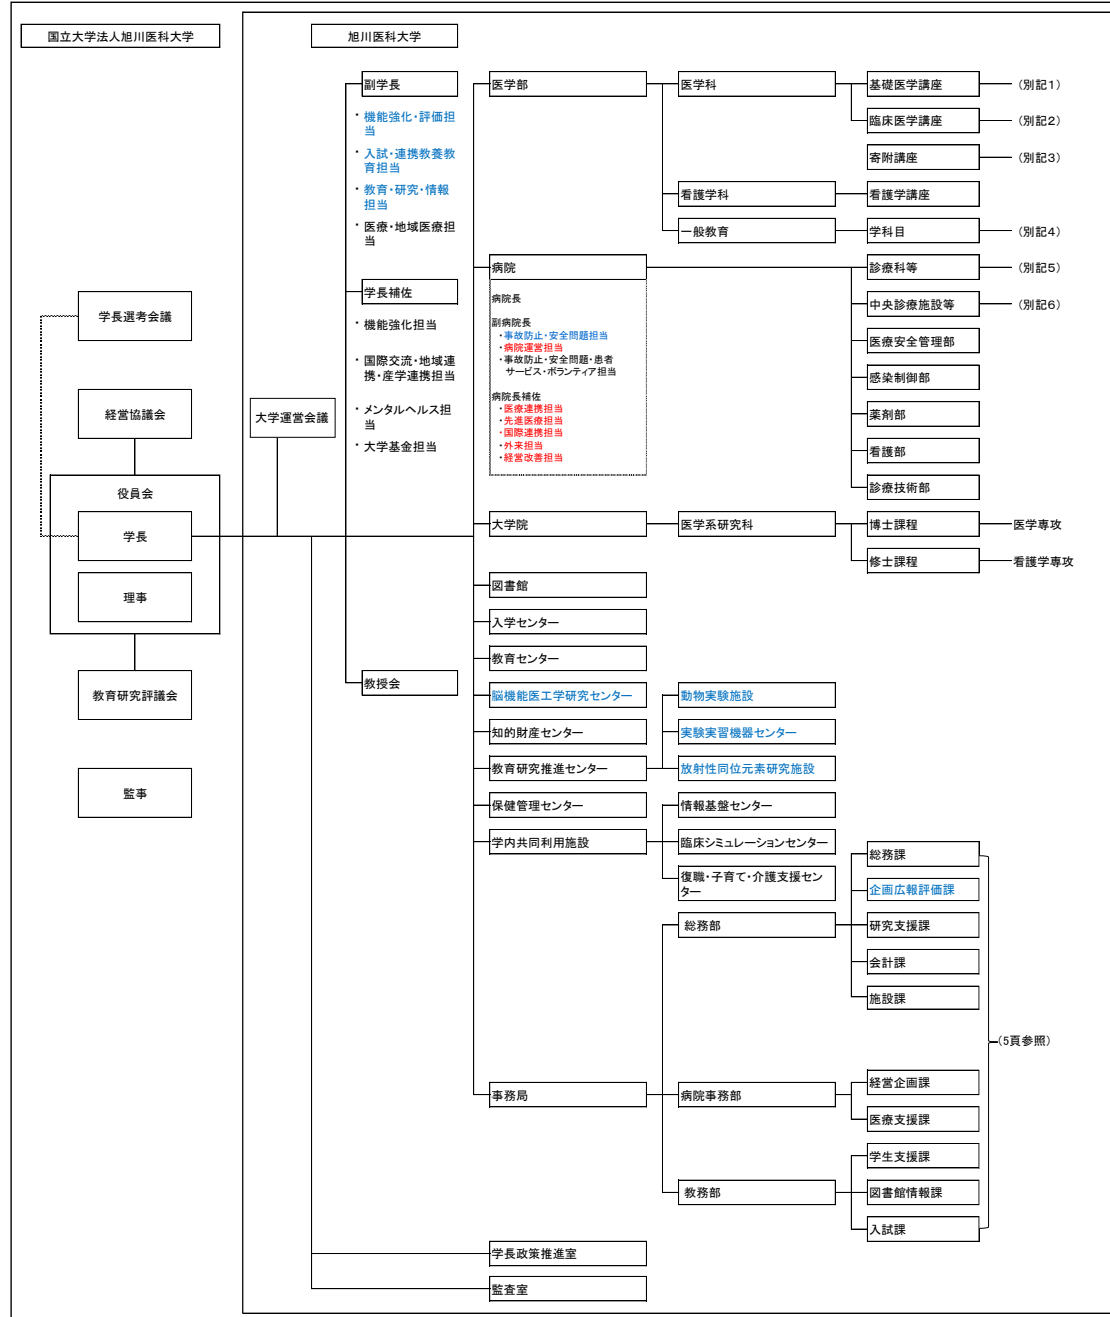 国立大学法人旭川医科大学
旭川医科大学
学長選考会議
経営協議会
役員会
学長
理事
教育研究評議会
監事
大学運営会議
副学長
・機能強化・評価担
当
・入試・連携教養教
育担当
・教育・研究・情報
担当
・医療・地域医療担
当
学長補佐
・機能強化担当
・国際交流・地域連
携・産学連携担当
・メンタルヘルス担
当
・大学基金担当
教授会
医学部
医学科
基礎医学講座
(別記1)
臨床医学講座
(別記2)
寄附講座
(別記3)
看護学科
看護学講座
一般教育
学科目
(別記4)
病院
病院長
副病院長
・事故防止・安全問題担当
・病院運営担当
・事故防止・安全問題・患者
サービス・ボランティア担当
病院長補佐
・医療連携担当
・先進医療担当
・国際連携担当
・外来担当
・経営改善担当
診療科等
(別記5)
中央診療施設等
(別記6)
医療安全管理部
感染制御部
薬剤部
看護部
診療技術部
大学院
医学系研究科
博士課程
医学専攻
修士課程
看護学専攻
図書館
入学センター
教育センター
脳機能医工学研究センター
知的財産センター
教育研究推進センター
動物実験施設
実験実習機器センター
放射性同位元素研究施設
保健管理センター
学内共同利用施設
情報基盤センター
臨床シミュレーションセンター
復職・子育て・介護支援セン
ター
事務局
総務部
総務課
企画広報評価課
研究支援課
会計課
施設課
病院事務部
経営企画課
医療支援課
教務部
学生支援課
図書館情報課
入試課
(5頁参照)
学長政策推進室
監査室